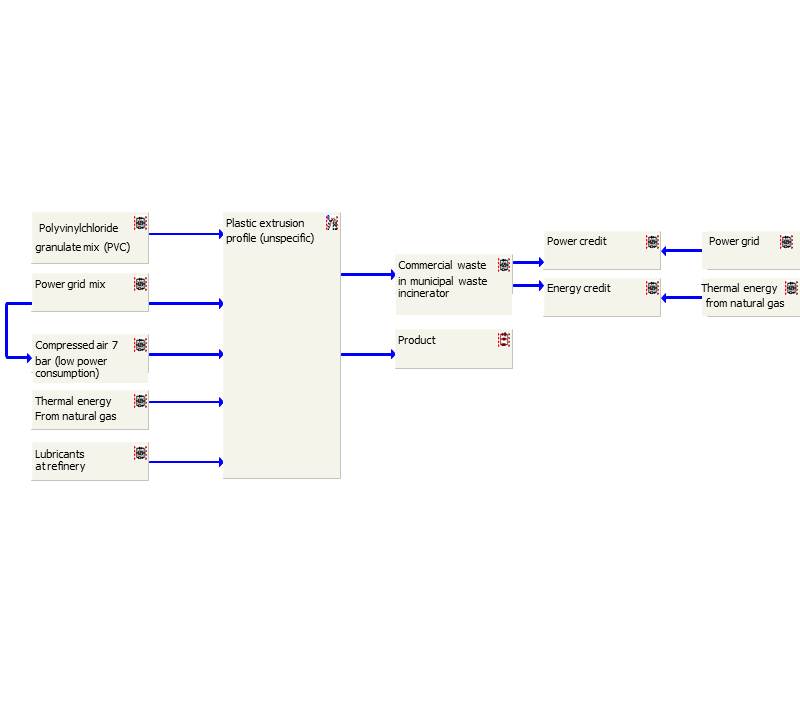 Polyvinylchloride
granulate mix (PVC)
Power grid mix
Compressed air 7
bar (low power
consumption)
Thermal energy
From natural gas
Lubricants
at refinery
Plastic extrusion
profile (unspecific)
Commercial waste
in municipal waste
incinerator
Product
Power credit
Energy credit
Power grid
Thermal energy
from natural gas